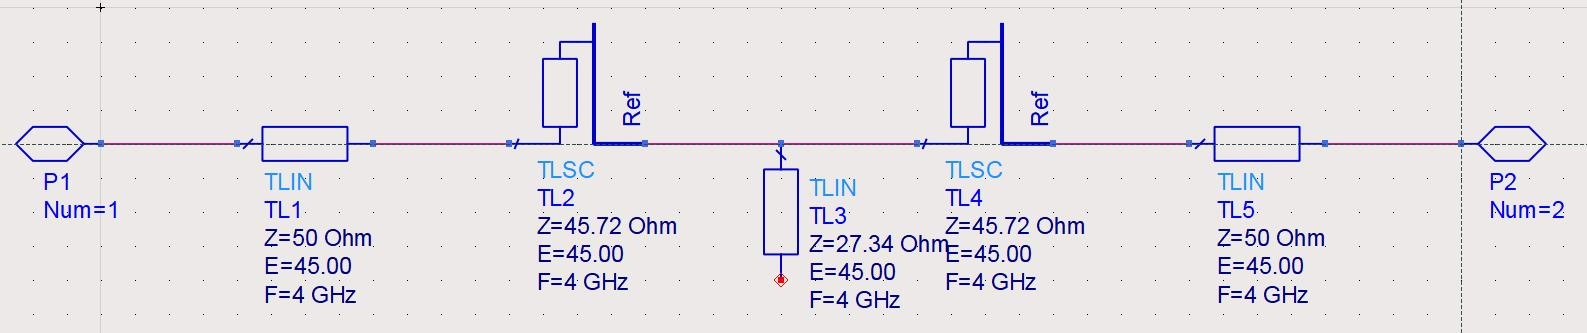 P1
Num=1
TLIN
TL1
Z=50 Ohm
E=45.00
F=4 GHz
TLSC
TL2
Z=45.72 Ohm
E=45.00
F=4 GHz
Ref
TLIN
TL3
Z=27.34 Ohm
E=45.00
F=4 GHz
TLSC
TL4
Z=45.72 Ohm
E=45.00
F=4 GHz
Ref
TLIN
TL5
Z=50 Ohm
E=45.00
F=4 GHz
P2
Num=2